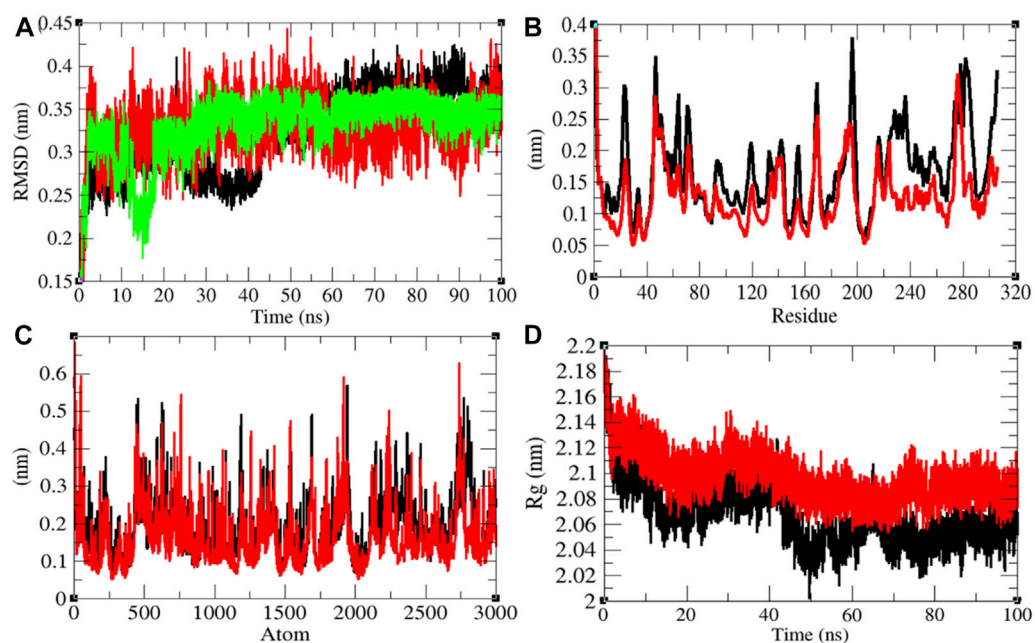 A
0.45
0.4
0.35
0.3
0.25
0.2
0.15
RMSD (nm)
0 10 20 30 40 50 60 70 80 90 100
Time (ns)
B
0.4
0.35
0.3
0.25
0.2
0.15
0.1
0.05
0
(nm)
0 40 80 120 160 200 240 280 320
Residue
C
0.6
0.5
0.4
0.3
0.2
0.1
0
(nm)
0 500 1000 1500 2000 2500 3000
Atom
D
2.2
2.18
2.16
2.14
2.12
2.1
2.08
2.06
2.04
2.02
2
Rg (nm)
0 20 40 60 80 100
Time (ns)